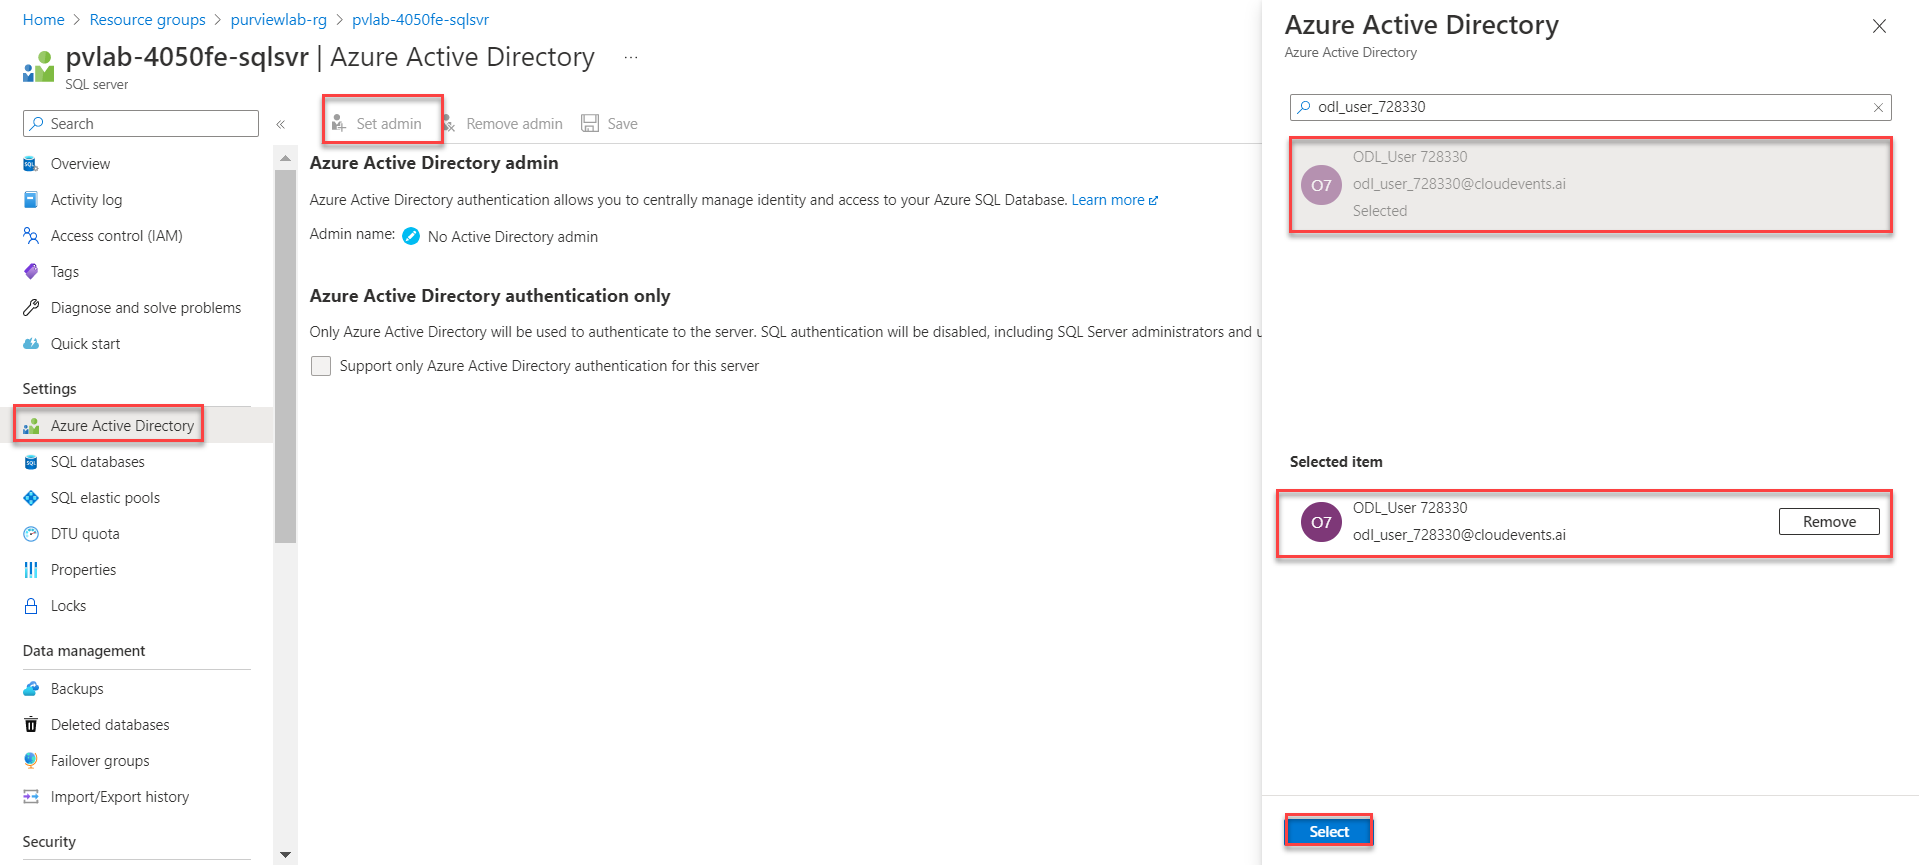 Home > Resource groups > purviewlab-rg > pvlab-4050fe-sqlsvr
pvlab-4050fe-sqlsvr | Azure Active Directory ...
SQL server
Search
«
Overview
Activity log
Access control (IAM)
Tags
Diagnose and solve problems
Quick start
Settings
Azure Active Directory
SQL databases
SQL elastic pools
DTU quota
Properties
Locks
Data management
Backups
Deleted databases
Failover groups
Import/Export history
Security
Set admin Remove admin Save
Azure Active Directory admin
Azure Active Directory authentication allows you to centrally manage identity and access to your Azure SQL Database. Learn more
Admin name: No Active Directory admin
Azure Active Directory authentication only
Only Azure Active Directory will be used to authenticate to the server. SQL authentication will be disabled, including SQL Server administrators and u
Support only Azure Active Directory authentication for this server
Azure Active Directory
Azure Active Directory
odl_user_728330
O7
ODL_User 728330
odl_user_728330@cloudevents.ai
Selected
Selected item
O7
ODL_User 728330
odl_user_728330@cloudevents.ai
Remove
Select